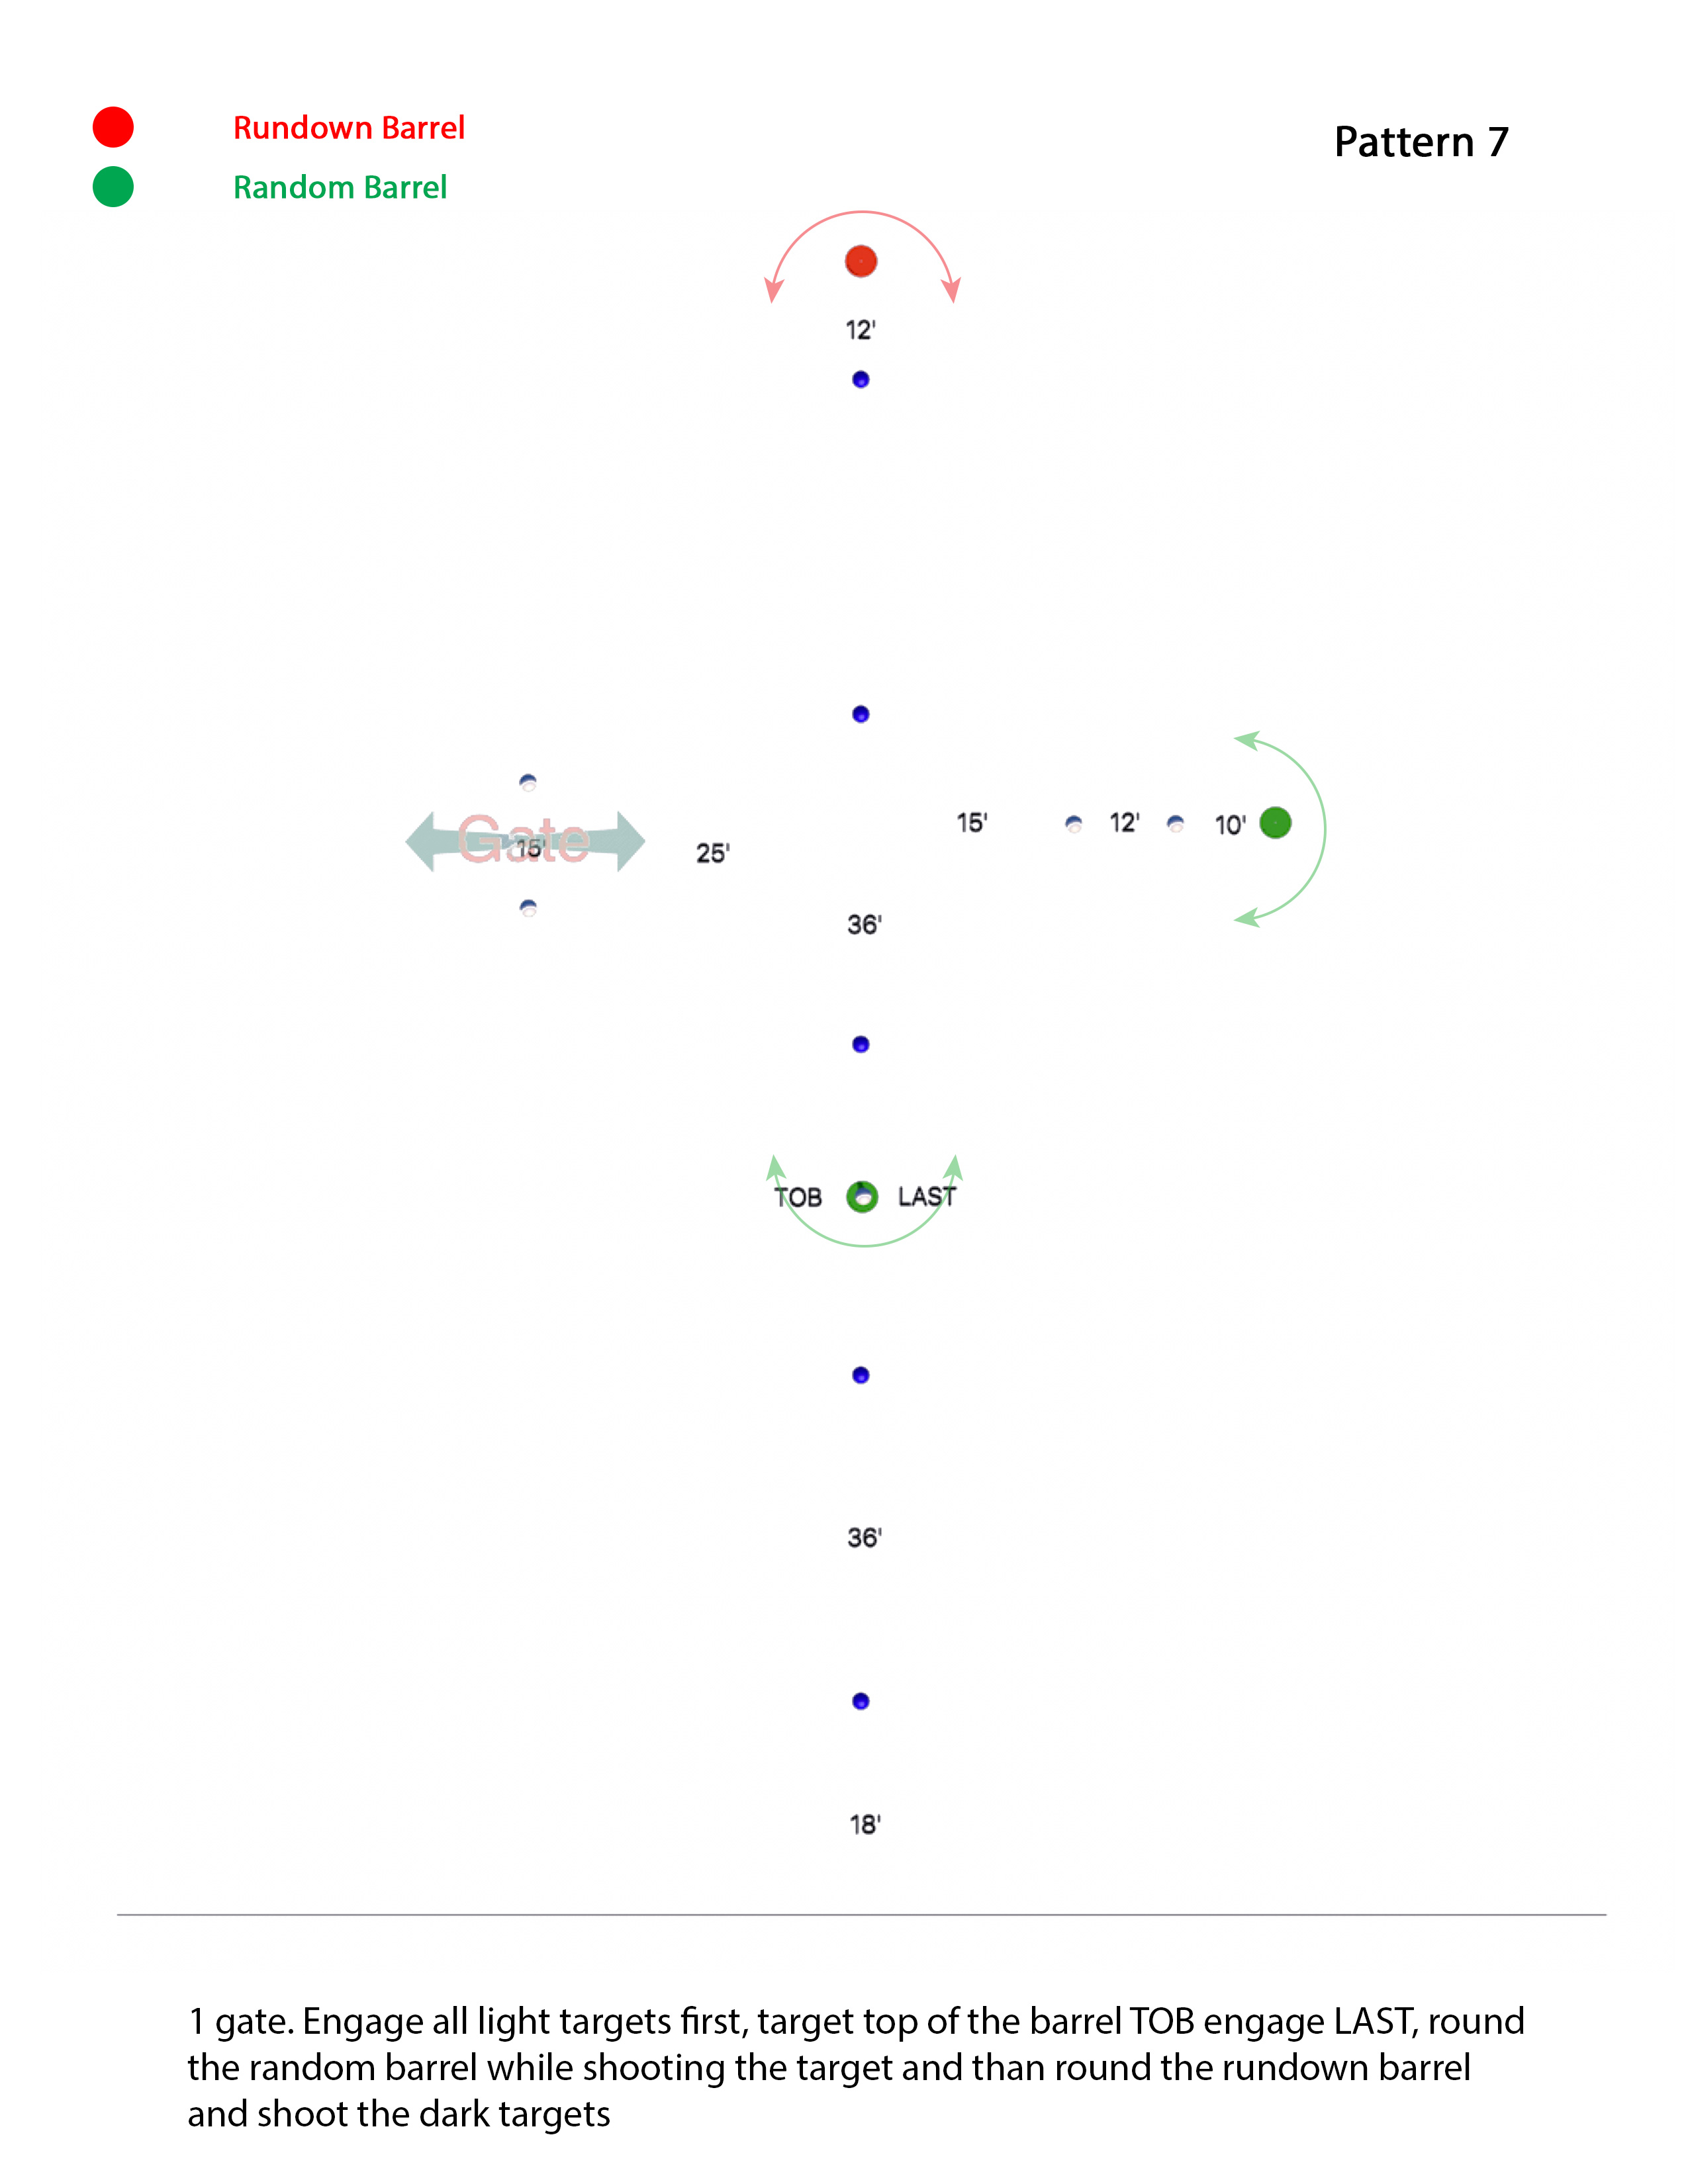 Rundown Barrel
Pattern 7
Random Barrel
12'
15' 12' 10'
Gate
15'
25'
36'
TOB LAST
36'
18'
1 gate. Engage all light targets first, target top of the barrel TOB engage LAST, round
the random barrel while shooting the target and than round the rundown barrel
and shoot the dark targets